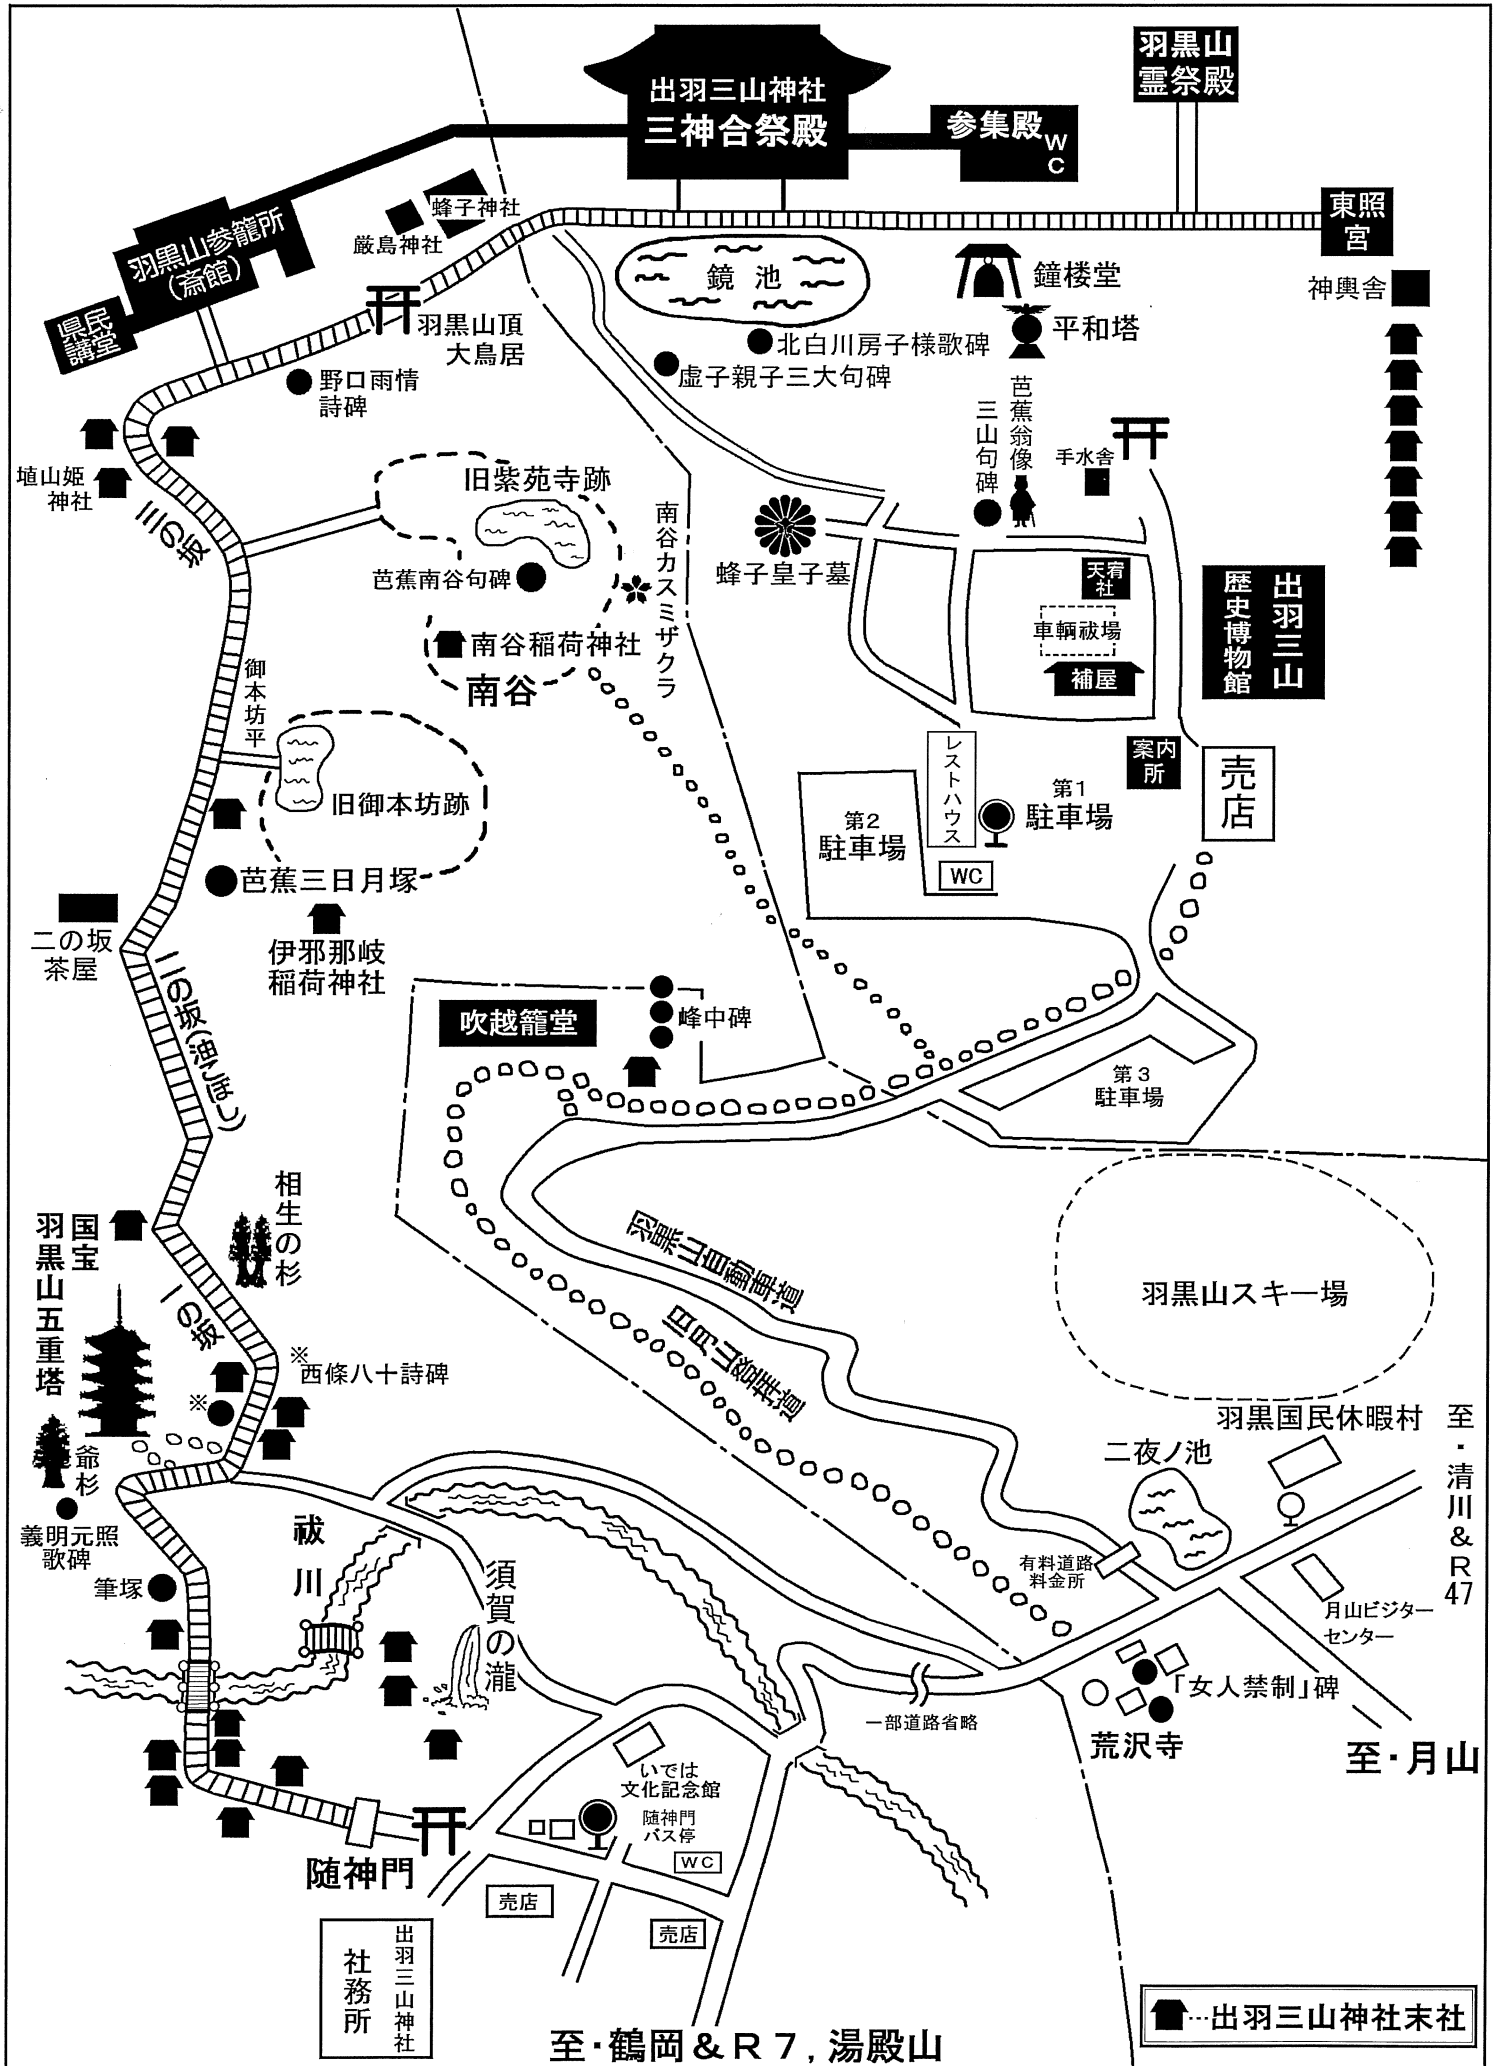 出羽三山神社
三神合祭殿
参集殿
WC
羽黒山
霊祭殿
東照
宮
神興舎
蜂子神社
厳島神社
羽黒山参籠所
(斎館)
県民
講堂
羽黒山頂
大鳥居
鏡池
鐘楼堂
平和塔
北白川房子様歌碑
虚子親子三大句碑
野口雨情
詩碑
芭蕉翁像
三山句碑
手水舎
埴山姫
神社
三の坂
旧紫苑寺跡
芭蕉南谷句碑
南谷カスミザクラ
蜂子皇子墓
天宥
社
車輌祓場
補屋
出羽三山
歴史博物館
南谷稲荷神社
南谷
御本坊平
旧御本坊跡
芭蕉三日月塚
レストハウス
第1
駐車場
案内
所
売店
第2
駐車場
WC
二の坂
茶屋
伊邪那岐
稲荷神社
二の坂(油こぼし)
吹越籠堂
峰中碑
第3
駐車場
国宝
羽黒山五重塔
相生の杉
一の坂
羽黒山自動車道
旧月山登拝道
羽黒山スキー場
※
西條八十詩碑
※
爺杉
義明元照
歌碑
筆塚
祓川
須賀の瀧
羽黒国民休暇村
二夜ノ池
至・清川&R47
有料道路
料金所
月山ビジター
センター
「女人禁制」碑
荒沢寺
至・月山
一部道路省略
いでは
文化記念館
随神門
バス停
WC
随神門
売店
売店
出羽三山神社
社務所
至・鶴岡&R7,湯殿山
…出羽三山神社末社